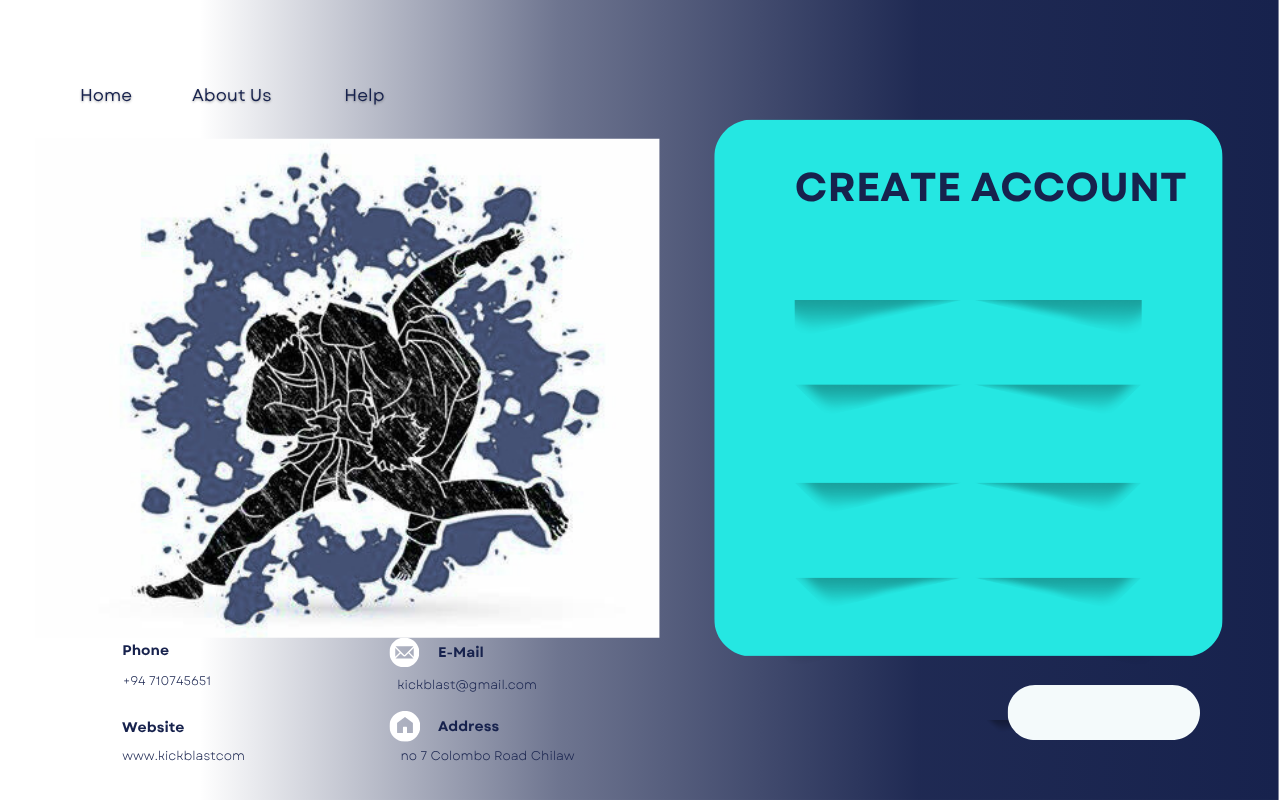 Home About Us Help
CREATE ACCOUNT
Phone
+94 710745651
E-Mail
kickblast@gmail.com
Website
www.kickblastcom
Address
no 7 Colombo Road Chilaw